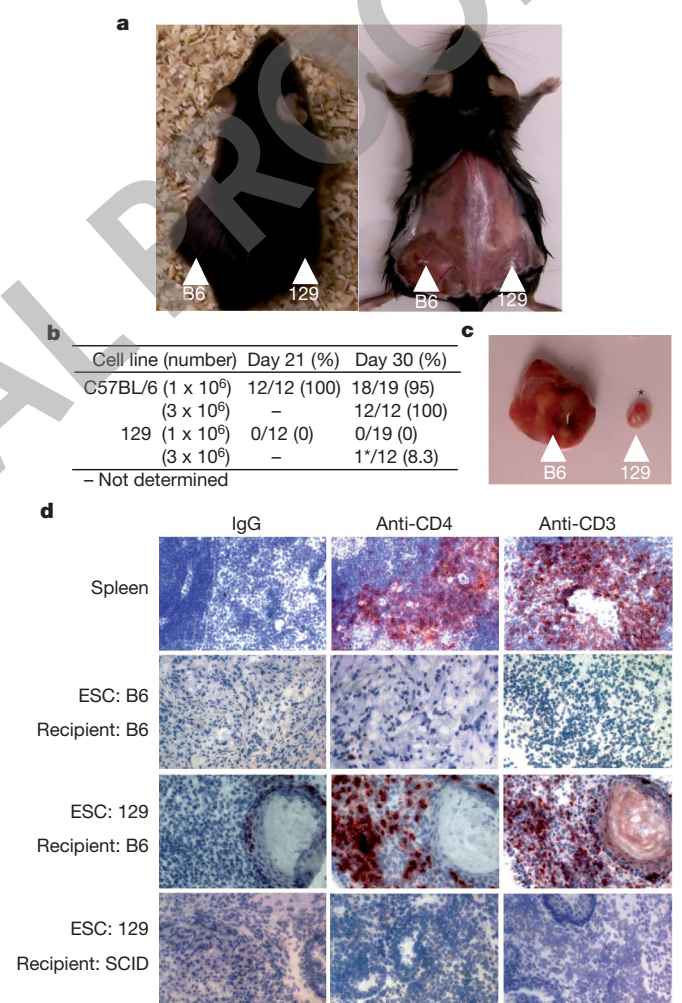 a
B6 129
B6 129
b
Cell line (number) Day 21 (%) Day 30 (%)
C57BL/6 (1 x 10⁶) 12/12 (100) 18/19 (95)
(3 x 10⁶) – 12/12 (100)
129 (1 x 10⁶) 0/12 (0) 0/19 (0)
(3 x 10⁶) – 1*/12 (8.3)
– Not determined
c
*
B6 129
d
IgG Anti-CD4 Anti-CD3
Spleen
ESC: B6
Recipient: B6
ESC: 129
Recipient: B6
ESC: 129
Recipient: SCID